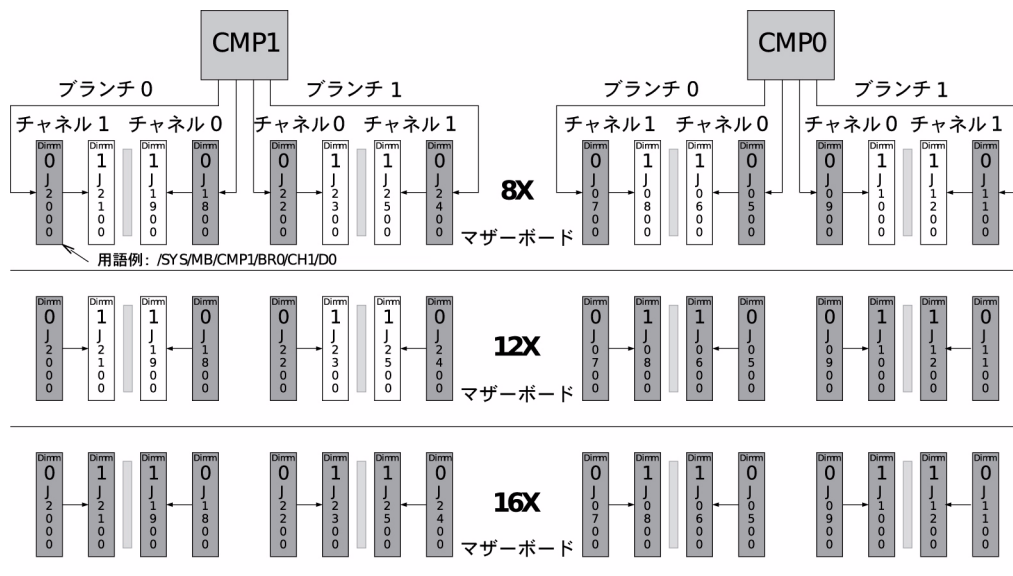 CMP1
CMP0
ブランチ 0
ブランチ 1
ブランチ 0
ブランチ 1
チャネル 1
チャネル 0
チャネル 0
チャネル 1
チャネル 1
チャネル 0
チャネル 0
チャネル 1
Dimm 0 J2000
Dimm 1 J2100
Dimm 1 J1900
Dimm 0 J1800
Dimm 0 J2200
Dimm 1 J2300
Dimm 1 J2500
Dimm 0 J2400
8X
マザーボード
Dimm 0 J0700
Dimm 1 J0800
Dimm 1 J0600
Dimm 0 J0500
Dimm 0 J0900
Dimm 1 J1000
Dimm 1 J1200
Dimm 0 J1100
用語例: /SYS/MB/CMP1/BR0/CH1/D0
Dimm 0 J2000
Dimm 1 J2100
Dimm 1 J1900
Dimm 0 J1800
Dimm 0 J2200
Dimm 1 J2300
Dimm 1 J2500
Dimm 0 J2400
12X
マザーボード
Dimm 0 J0700
Dimm 1 J0800
Dimm 1 J0600
Dimm 0 J0500
Dimm 0 J0900
Dimm 1 J1000
Dimm 1 J1200
Dimm 0 J1100
Dimm 0 J2000
Dimm 1 J2100
Dimm 1 J1900
Dimm 0 J1800
Dimm 0 J2200
Dimm 1 J2300
Dimm 1 J2500
Dimm 0 J2400
16X
マザーボード
Dimm 0 J0700
Dimm 1 J0800
Dimm 1 J0600
Dimm 0 J0500
Dimm 0 J0900
Dimm 1 J1000
Dimm 1 J1200
Dimm 0 J1100